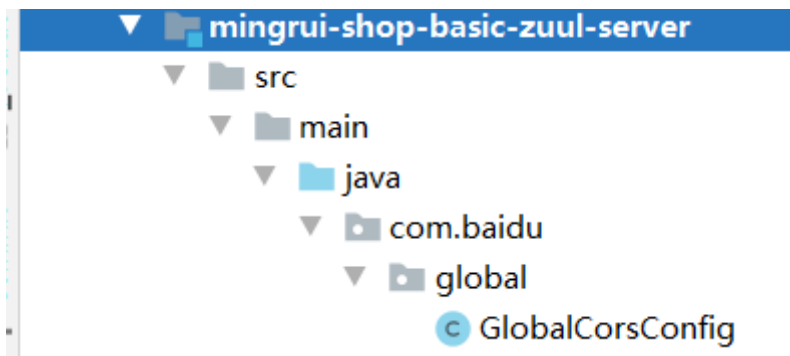 mingrui-shop-basic-zuul-server
src
main
java
com.baidu
global
GlobalCorsConfig